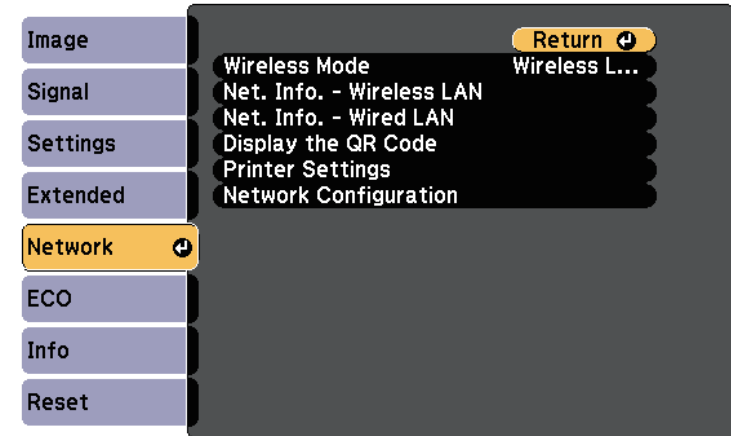 Image
Signal
Settings
Extended
Network
ECO
Info
Reset
Return
Wireless Mode Wireless L...
Net. Info. - Wireless LAN
Net. Info. - Wired LAN
Display the QR Code
Printer Settings
Network Configuration